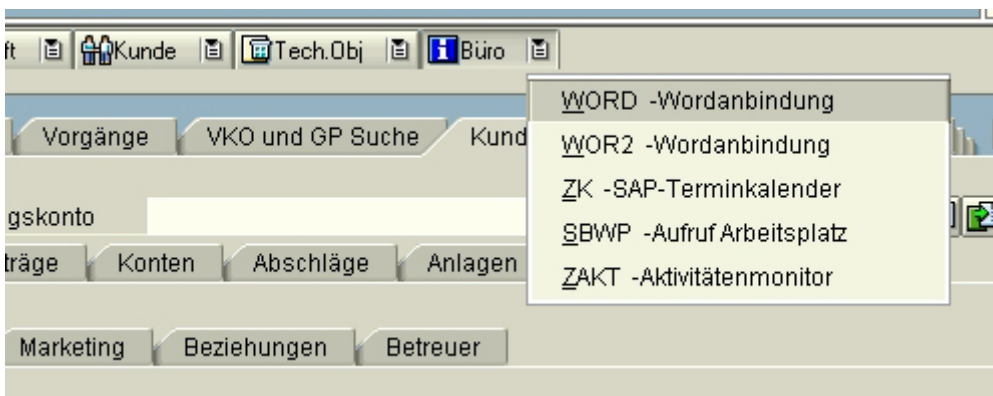 ft Kunde Tech.Obj Büro
WORD -Wordanbindung
Vorgänge VKO und GP Suche Kund
WOR2 -Wordanbindung
ZK -SAP-Terminkalender
gskonto
SBWP -Aufruf Arbeitsplatz
träge Konten Abschläge Anlagen
ZAKT -Aktivitätenmonitor
Marketing Beziehungen Betreuer